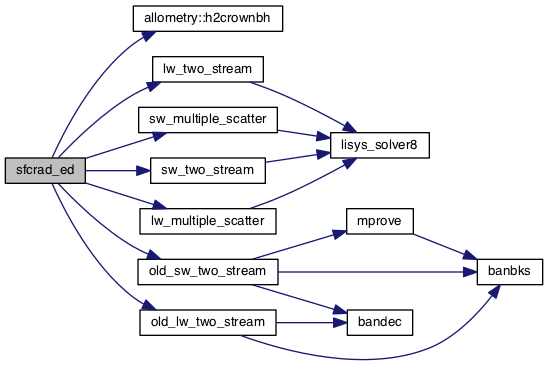 allometry::h2crownbh
lw_two_stream
sw_multiple_scatter
lisys_solver8
sfcrad_ed
sw_two_stream
lw_multiple_scatter
mprove
old_sw_two_stream
banbks
old_lw_two_stream
bandec